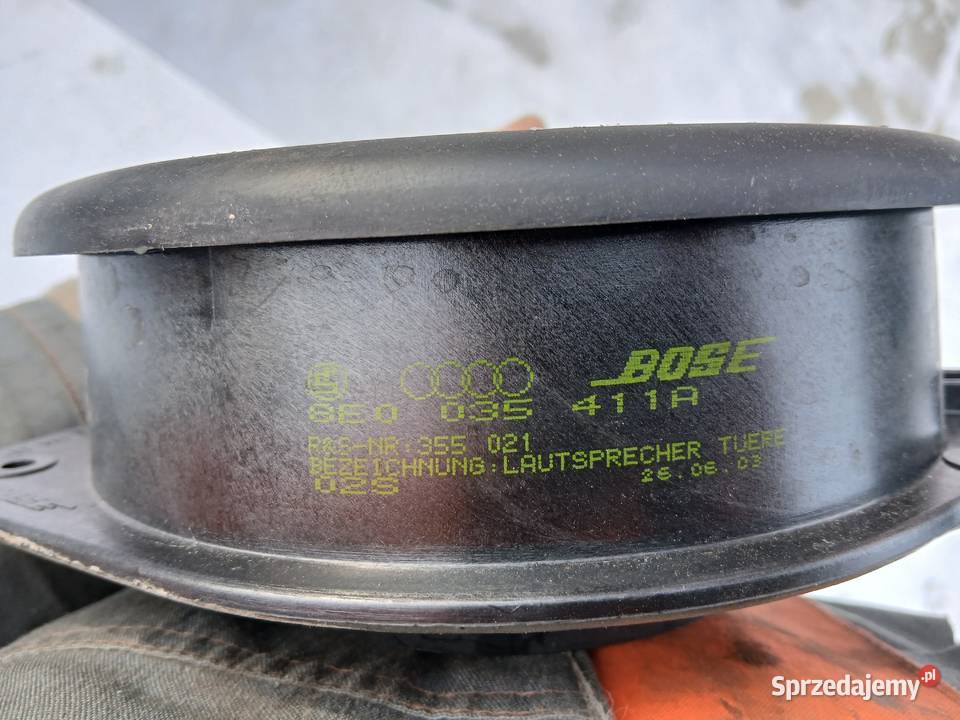 BOSE
8E0 035 411A
R&S-NR:355 021
BEZEICHNUNG:LAUTSPRECHER TUERE
02S 26.06.03
Sprzedajemy.pl